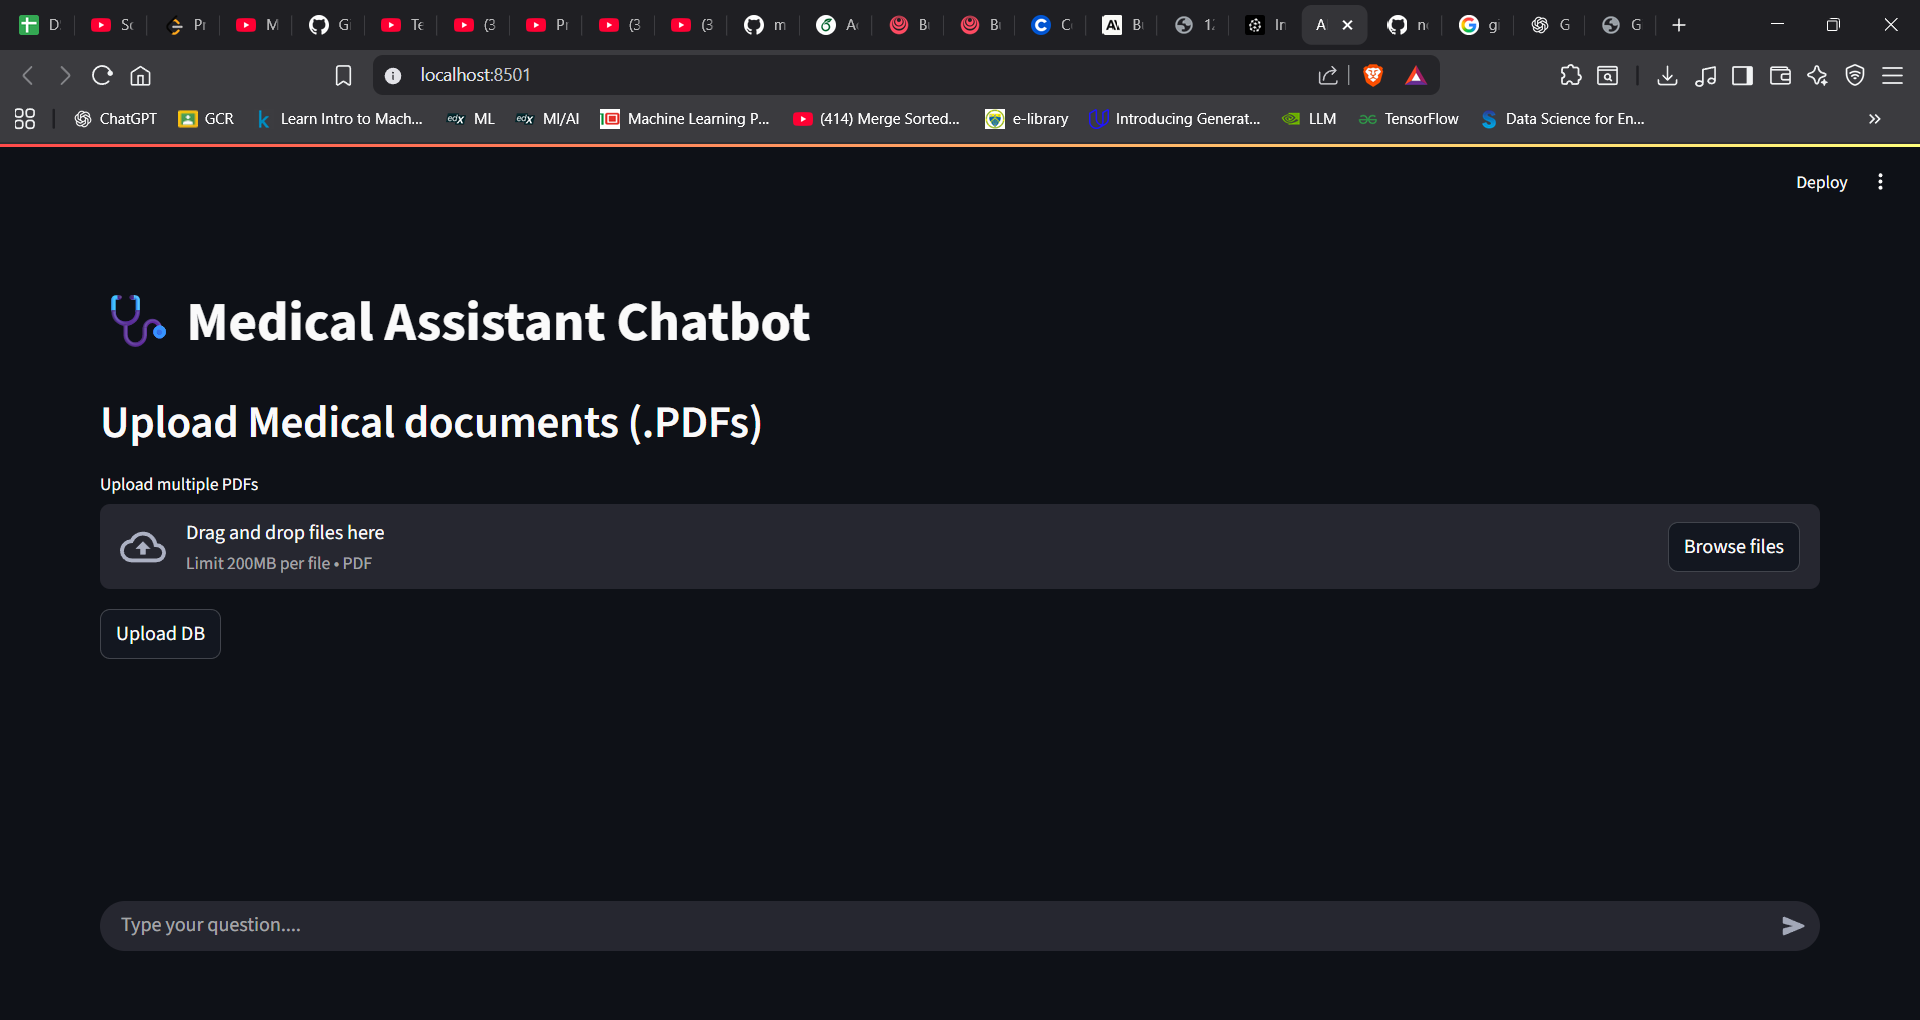 D
Sc
Pr
M
Gi
Te
(3
Pr
(3
(3
m
A
B
B
C
B
1
In
A
n
gi
G
G
localhost:8501
ChatGPT
GCR
Learn Intro to Mach...
ML
MI/AI
Machine Learning P...
(414) Merge Sorted...
e-library
Introducing Generat...
LLM
TensorFlow
Data Science for En...
Deploy
Medical Assistant Chatbot
Upload Medical documents (.PDFs)
Upload multiple PDFs
Drag and drop files here
Limit 200MB per file • PDF
Browse files
Upload DB
Type your question....